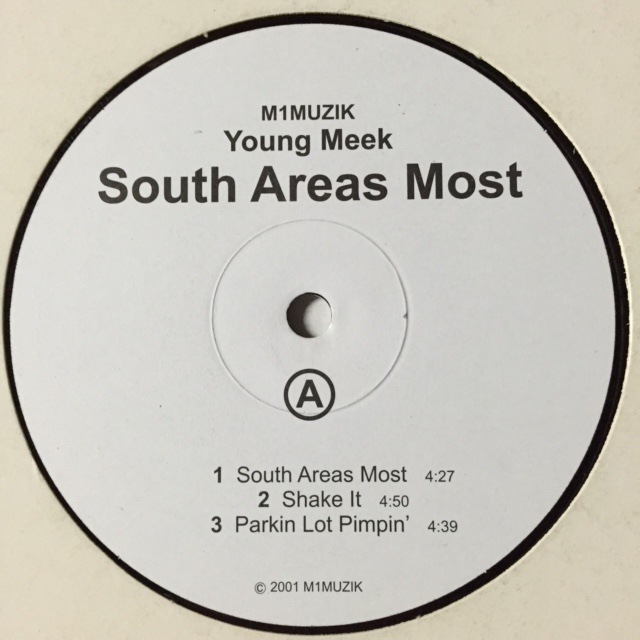 M1MUZIK
Young Meek
South Areas Most
A
1 South Areas Most 4:27
2 Shake It 4:50
3 Parkin Lot Pimpin' 4:39
© 2001 M1MUZIK